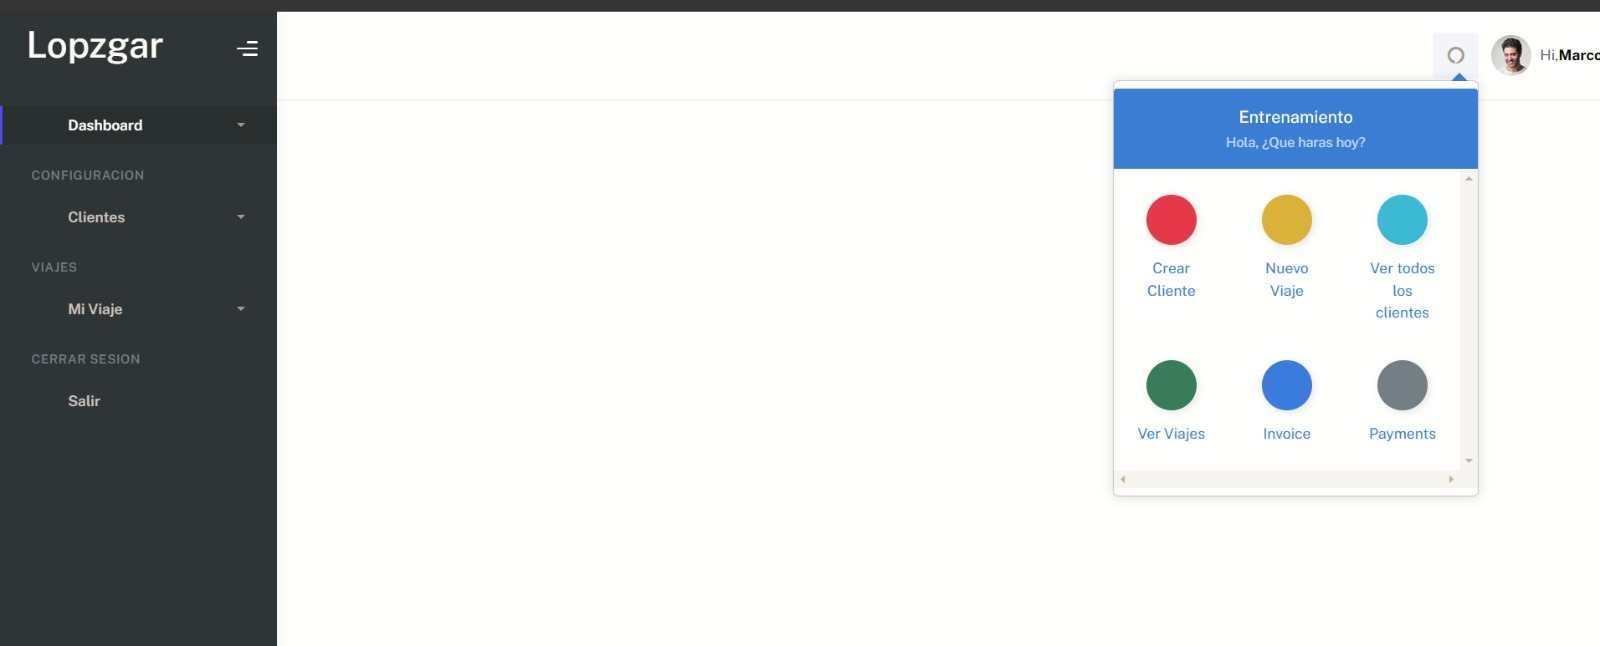 Lopzgar
Dashboard
CONFIGURACION
Clientes
VIAJES
Mi Viaje
CERRAR SESION
Salir
Hi,Marco
Entrenamiento
Hola, ¿Que haras hoy?
Crear
Cliente
Nuevo
Viaje
Ver todos
los
clientes
Ver Viajes
Invoice
Payments